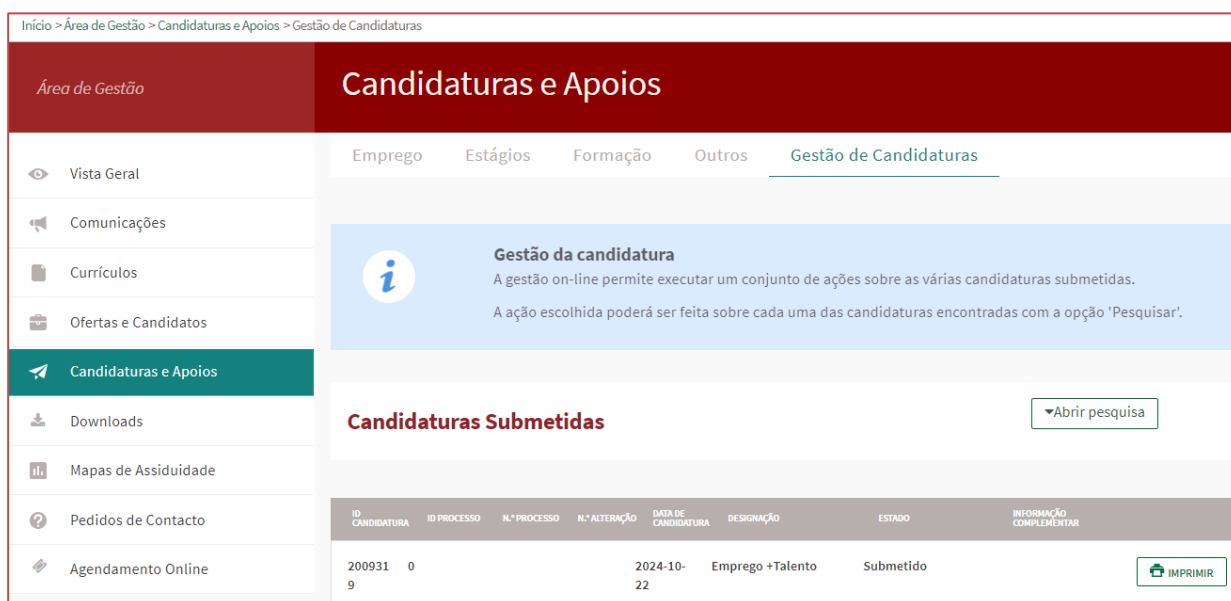 Início > Área de Gestão > Candidaturas e Apoios > Gestão de Candidaturas
Área de Gestão
Candidaturas e Apoios
Emprego Estágios Formação Outros Gestão de Candidaturas
Vista Geral
Comunicações
Currículos
Ofertas e Candidatos
Candidaturas e Apoios
Downloads
Mapas de Assiduidade
Pedidos de Contacto
Agendamento Online
Gestão da candidatura
A gestão on-line permite executar um conjunto de ações sobre as várias candidaturas submetidas.
A ação escolhida poderá ser feita sobre cada uma das candidaturas encontradas com a opção 'Pesquisar'.
Candidaturas Submetidas
Abrir pesquisa
ID CANDIDATURA ID PROCESSO N.º PROCESSO N.º ALTERAÇÃO DATA DE CANDIDATURA DESIGNAÇÃO ESTADO INFORMAÇÃO COMPLEMENTAR
200931 0 2024-10- Emprego +Talento Submetido IMPRIMIR
9 22